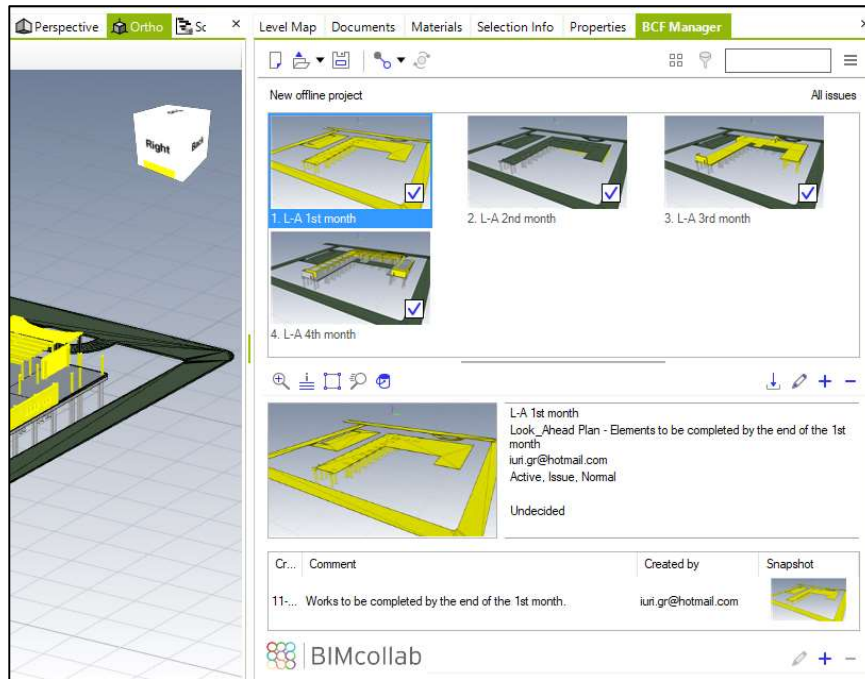 Perspective Ortho Sc × Level Map Documents Materials Selection Info Properties BCF Manager
New offline project All issues
Right Back
1. L-A 1st month 2. L-A 2nd month 3. L-A 3rd month
4. L-A 4th month
L-A 1st month
Look_Ahead Plan - Elements to be completed by the end of the 1st
month
iuri.gr@hotmail.com
Active, Issue, Normal
Undecided
Cr... Comment Created by Snapshot
11-... Works to be completed by the end of the 1st month. iuri.gr@hotmail.com
BIMcollab